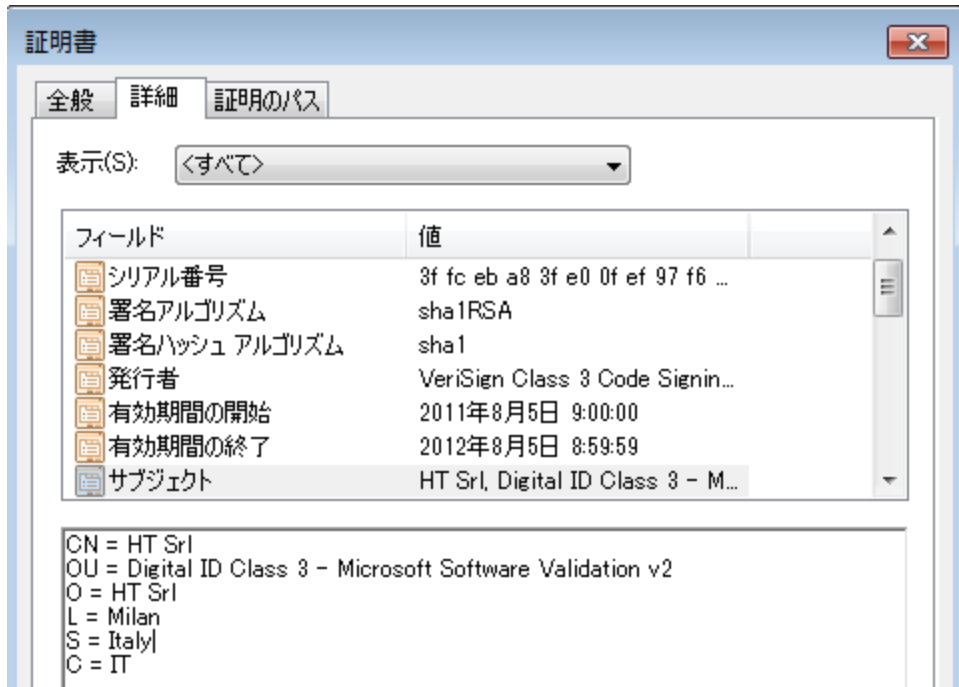 証明書
全般 詳細 証明のパス
表示(S): <すべて>
フィールド 値
シリアル番号 3f fc eb a8 3f e0 0f ef 97 f6 ...
署名アルゴリズム sha1RSA
署名ハッシュ アルゴリズム sha1
発行者 VeriSign Class 3 Code Signin...
有効期間の開始 2011年8月5日 9:00:00
有効期間の終了 2012年8月5日 8:59:59
サブジェクト HT Srl, Digital ID Class 3 - M...
CN = HT Srl
OU = Digital ID Class 3 - Microsoft Software Validation v2
O = HT Srl
L = Milan
S = Italy
C = IT